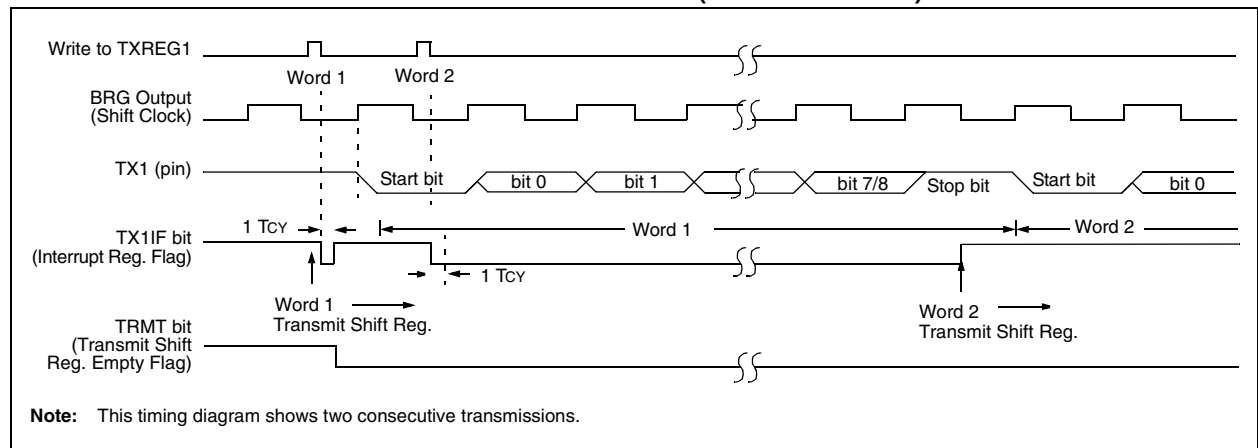 Write to TXREG1
Word 1
Word 2
BRG Output
(Shift Clock)
TX1 (pin)
Start bit
bit 0
bit 1
bit 7/8
Stop bit
Start bit
bit 0
1 TCY
Word 1
Word 2
TX1IF bit
(Interrupt Reg. Flag)
1 TCY
Word 1
Transmit Shift Reg.
Word 2
Transmit Shift Reg.
TRMT bit
(Transmit Shift
Reg. Empty Flag)
Note: This timing diagram shows two consecutive transmissions.